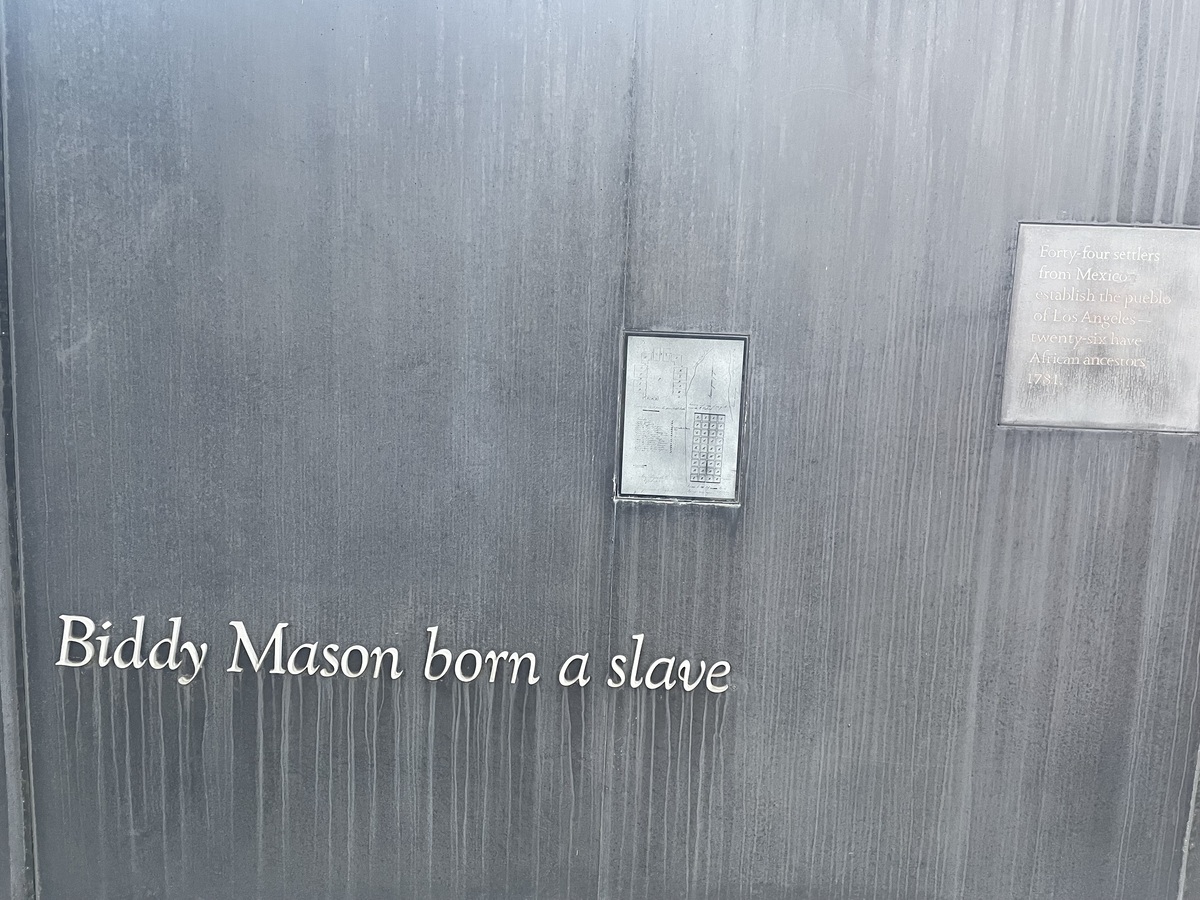 Forty-four settlers
from Mexico
establish the pueblo
of Los Angeles—
twenty-six have
African ancestors
1781.
Biddy Mason born a slave